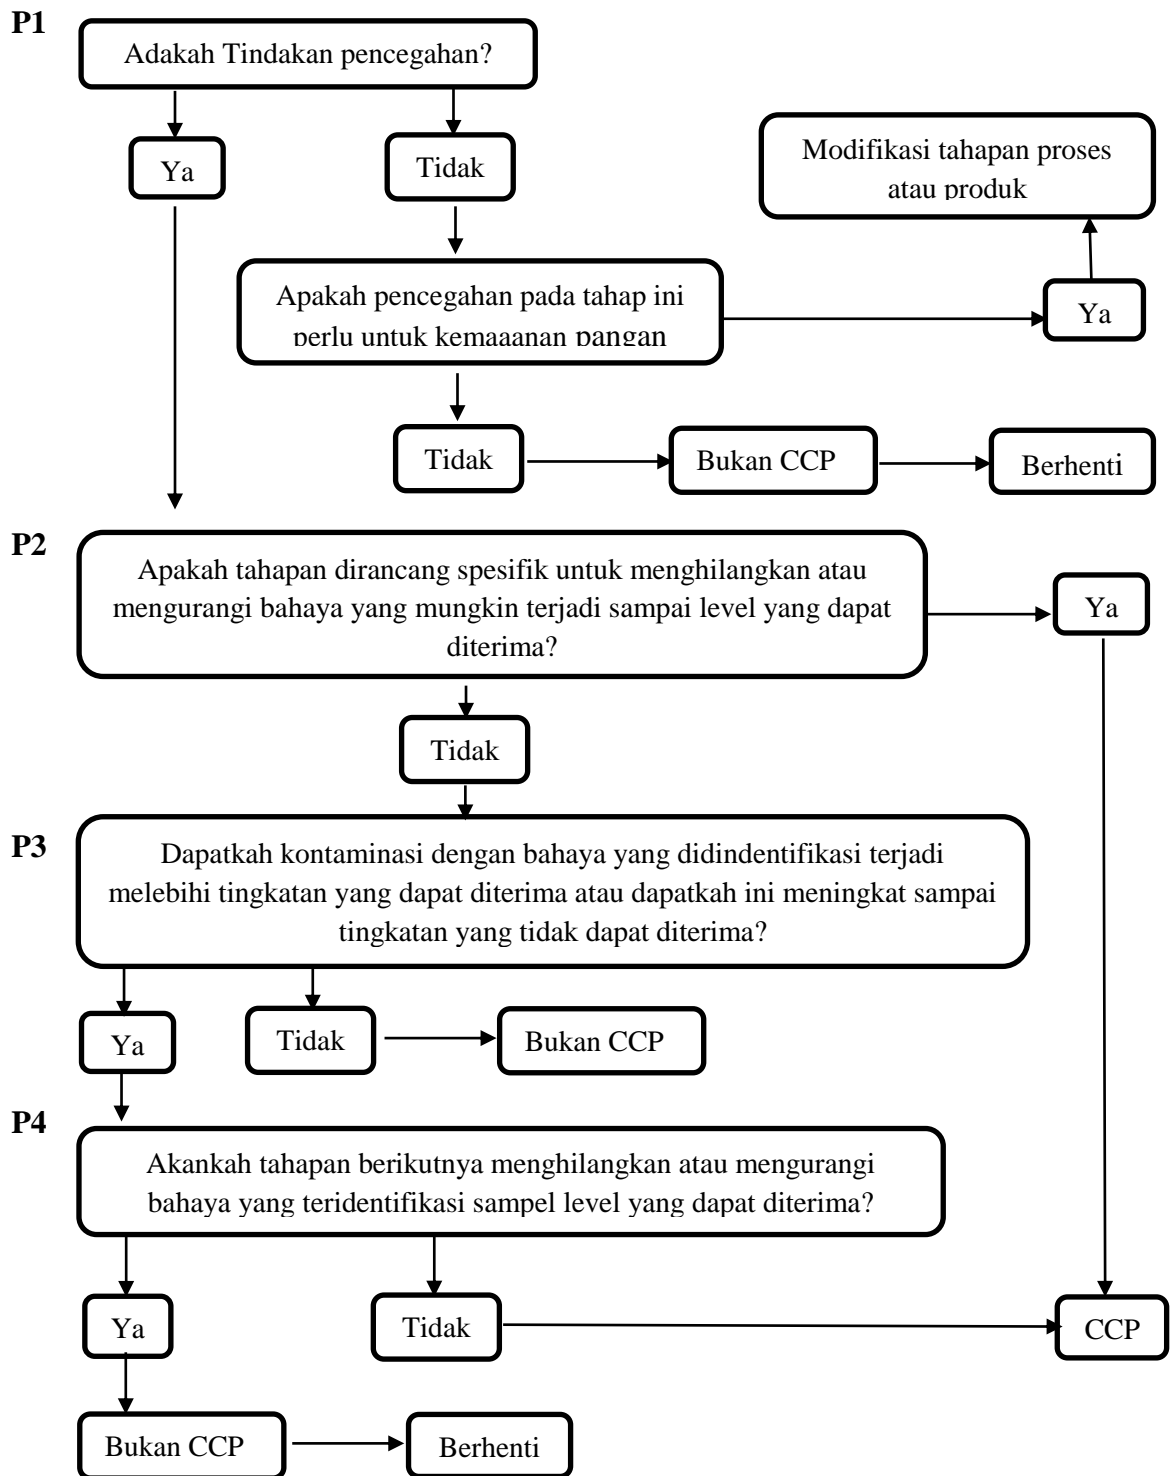 P1
Adakah Tindakan pencegahan?
Ya
Tidak
Modifikasi tahapan proses
atau produk
Apakah pencegahan pada tahap ini
perlu untuk kemaaanan pangan
Ya
Tidak
Bukan CCP
Berhenti
P2
Apakah tahapan dirancang spesifik untuk menghilangkan atau
mengurangi bahaya yang mungkin terjadi sampai level yang dapat
diterima?
Ya
Tidak
P3
Dapatkah kontaminasi dengan bahaya yang didindentifikasi terjadi
melebihi tingkatan yang dapat diterima atau dapatkah ini meningkat sampai
tingkatan yang tidak dapat diterima?
Ya
Tidak
Bukan CCP
P4
Akankah tahapan berikutnya menghilangkan atau mengurangi
bahaya yang teridentifikasi sampel level yang dapat diterima?
Ya
Tidak
CCP
Bukan CCP
Berhenti